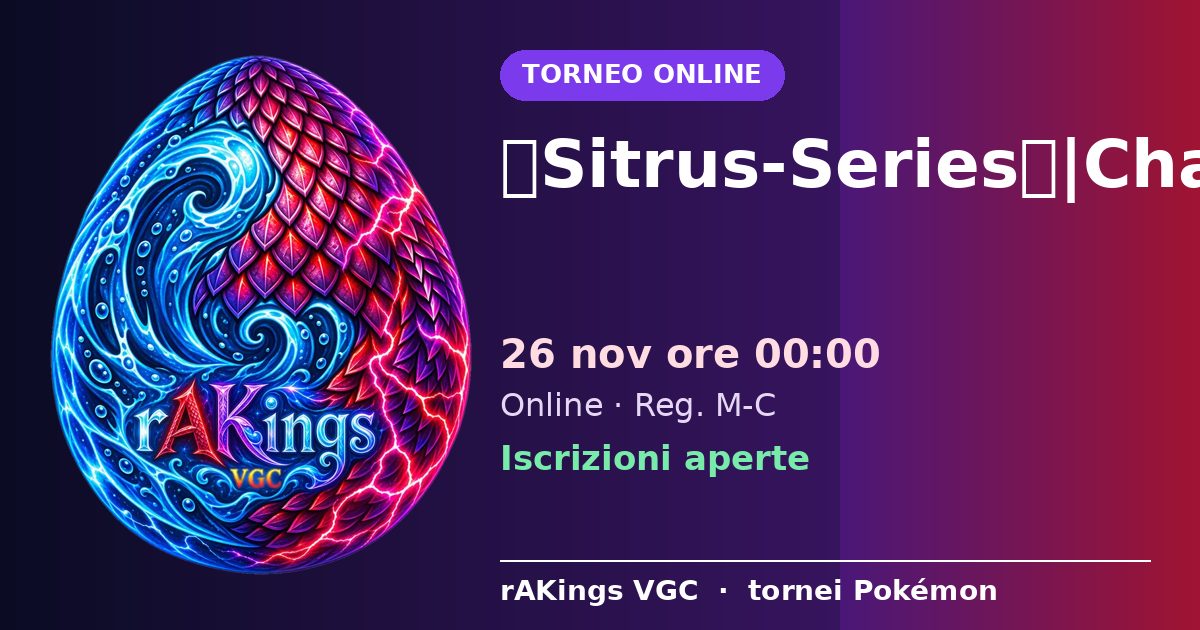 TORNEO ONLINE
Sitrus-Series|Cha
26 nov ore 00:00
Online · Reg. M-C
Iscrizioni aperte
rAKings
VGC
rAKings VGC · tornei Pokémon